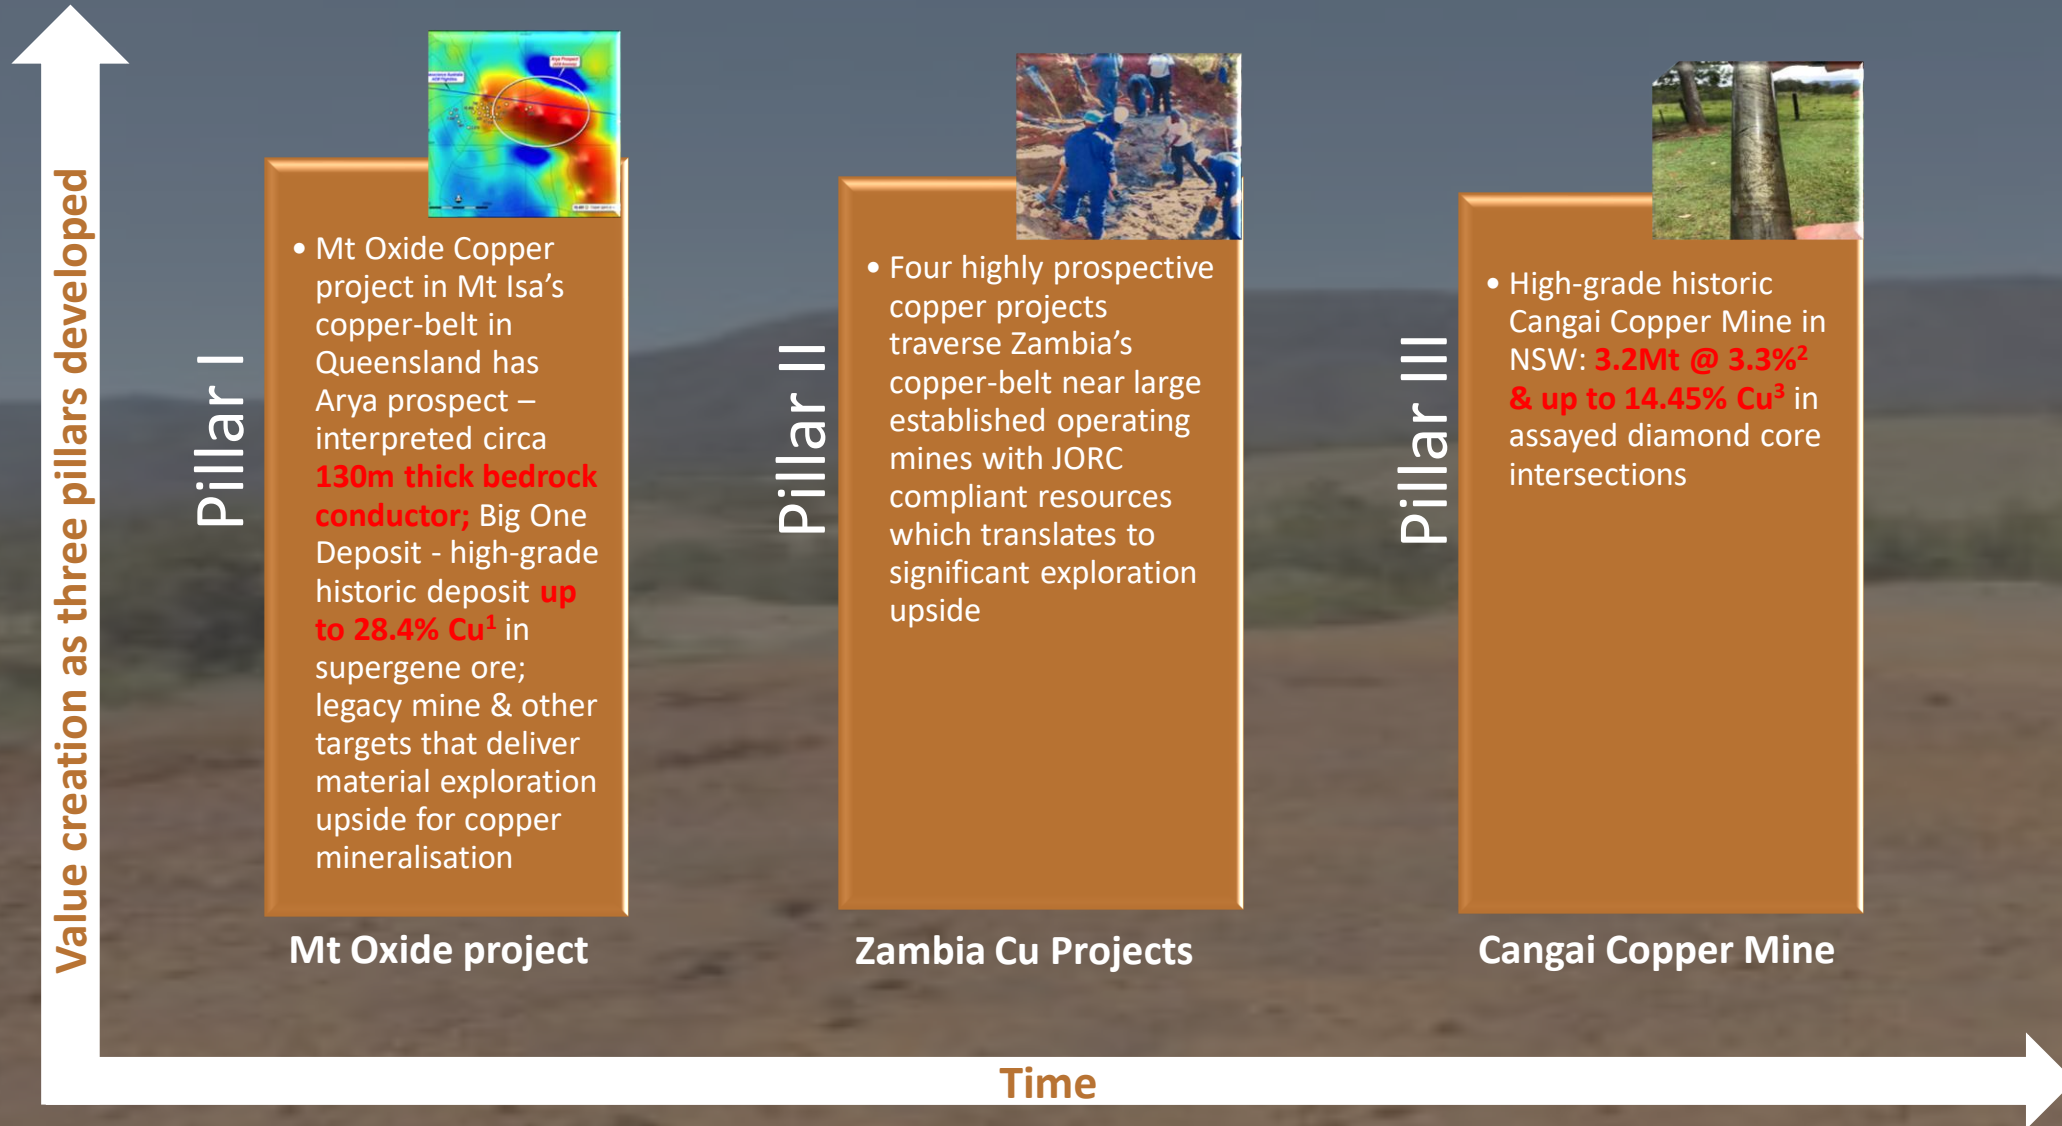 Value creation as three pillars developed
Pillar I
• Mt Oxide Copper
project in Mt Isa’s
copper-belt in
Queensland has
Arya prospect –
interpreted circa
130m thick bedrock
conductor; Big One
Deposit - high-grade
historic deposit up
to 28.4% Cu¹ in
supergene ore;
legacy mine & other
targets that deliver
material exploration
upside for copper
mineralisation
Mt Oxide project
Pillar II
• Four highly prospective
copper projects
traverse Zambia’s
copper-belt near large
established operating
mines with JORC
compliant resources
which translates to
significant exploration
upside
Zambia Cu Projects
Pillar III
• High-grade historic
Cangai Copper Mine in
NSW: 3.2Mt @ 3.3%²
& up to 14.45% Cu³ in
assayed diamond core
intersections
Cangai Copper Mine
Time